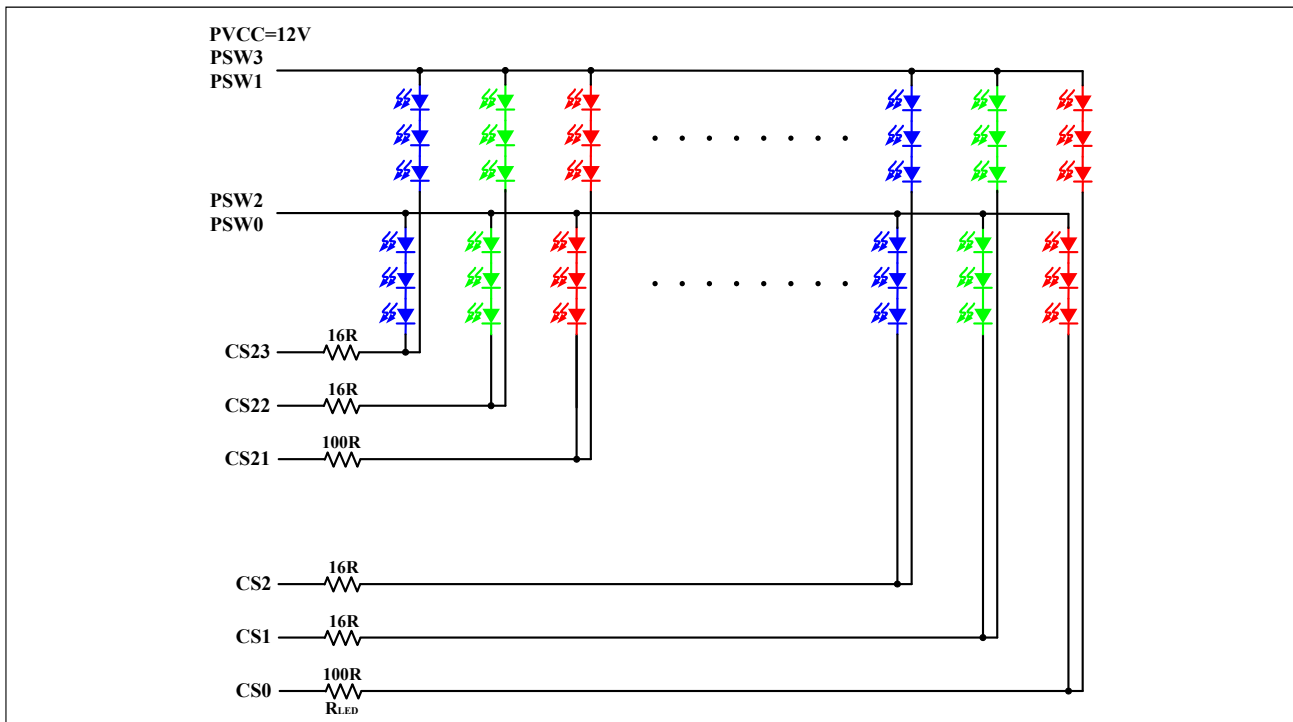 PVCC=12V
PSW3
PSW1
PSW2
PSW0
16R
CS23
16R
CS22
100R
CS21
16R
CS2
16R
CS1
100R
CS0
RLED